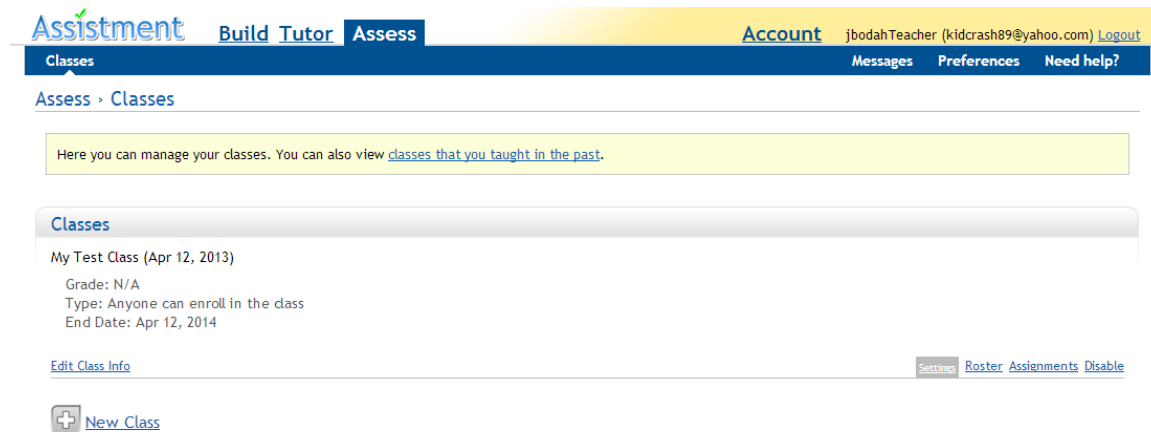 Assistment Build Tutor Assess Account jbodahTeacher (kidcrash89@yahoo.com) Logout
Classes Messages Preferences Need help?
Assess › Classes
Here you can manage your classes. You can also view classes that you taught in the past.
Classes
My Test Class (Apr 12, 2013)
Grade: N/A
Type: Anyone can enroll in the class
End Date: Apr 12, 2014
Edit Class Info Settings Roster Assignments Disable
New Class